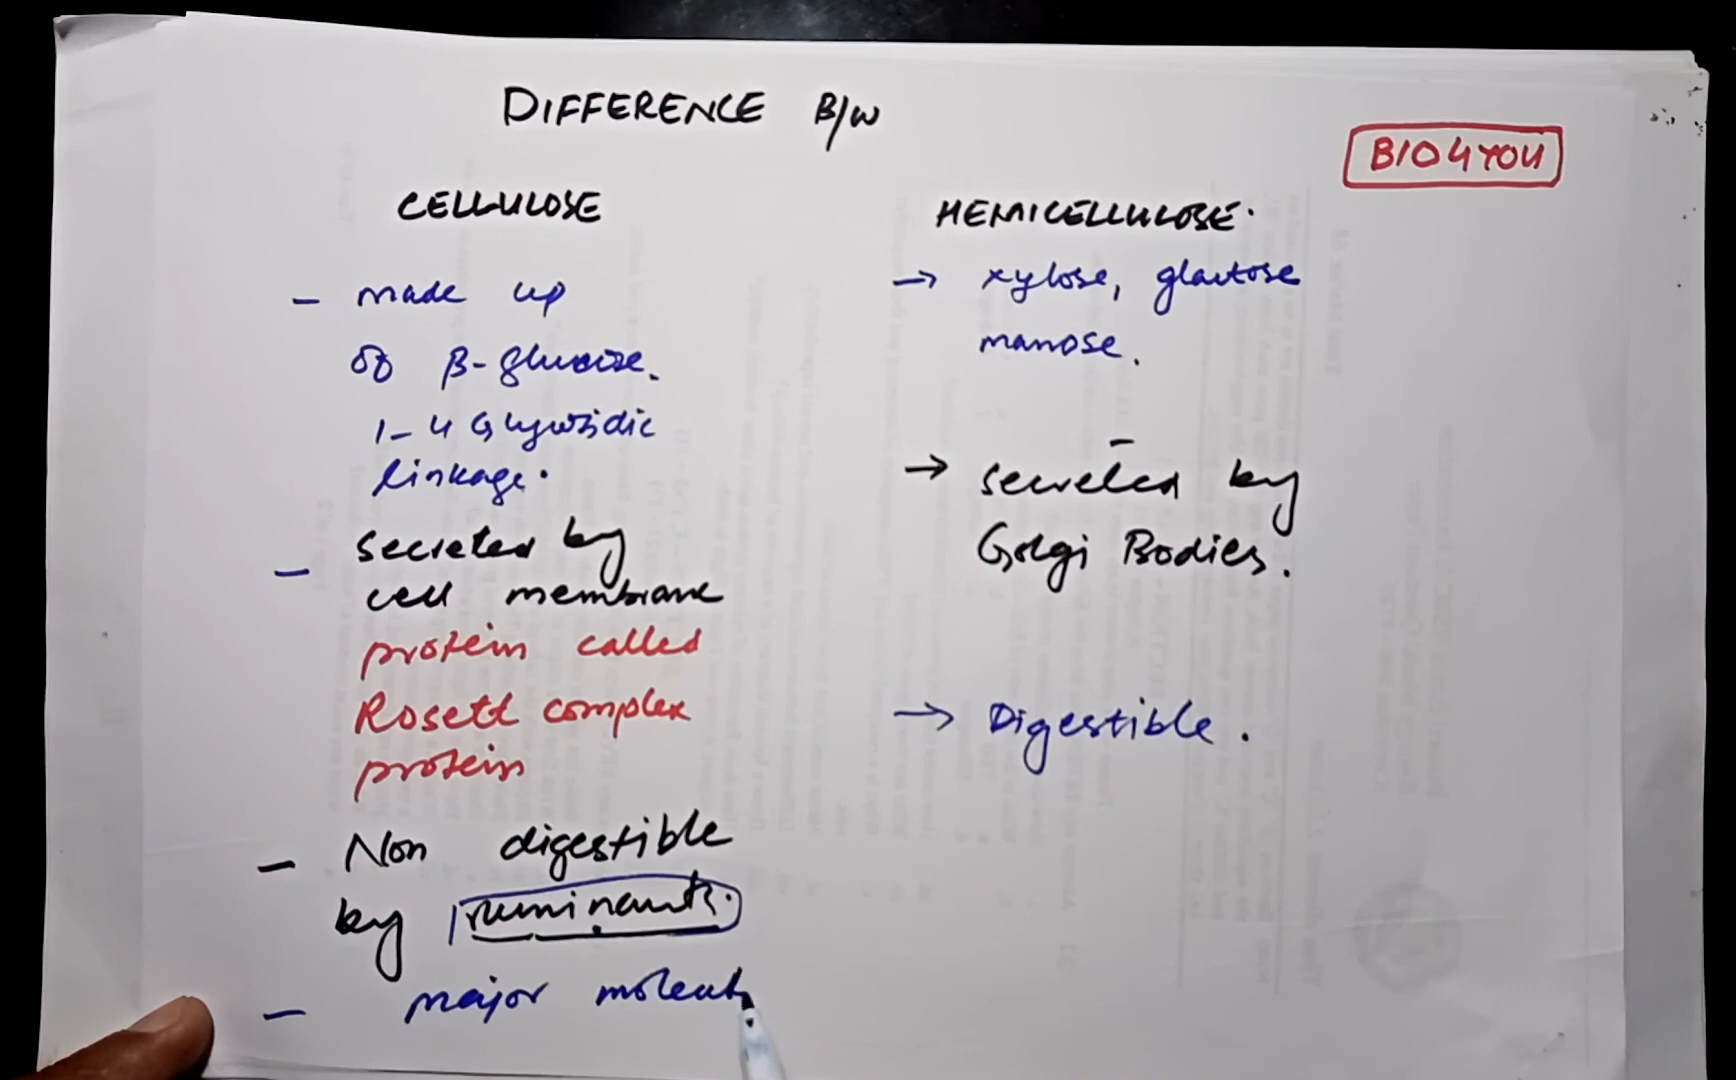 DIFFERENCE B/W
BIO4YOU
CELLULOSE
- made up
of β-glucose.
1-4 Glycosidic
linkage.
- secreted by
cell membrane
protein called
Rosett complex
protein
- Non digestible
by ruminants.
- major molecul
HEMICELLULOSE.
→ xylose, glactose
manose.
→ secreted by
Golgi Bodies.
→ Digestible.